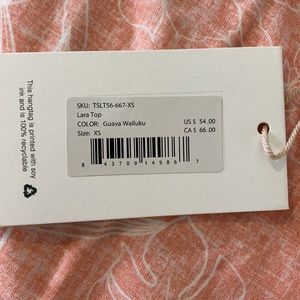 SKU: TSLT56-667-XS
Lara Top
COLOR: Guava Wailuku
Size: XS
US $ 54.00
CA $ 66.00
8 43709 14986 7
This hangtag is printed with soy
ink and is 100% recyclable